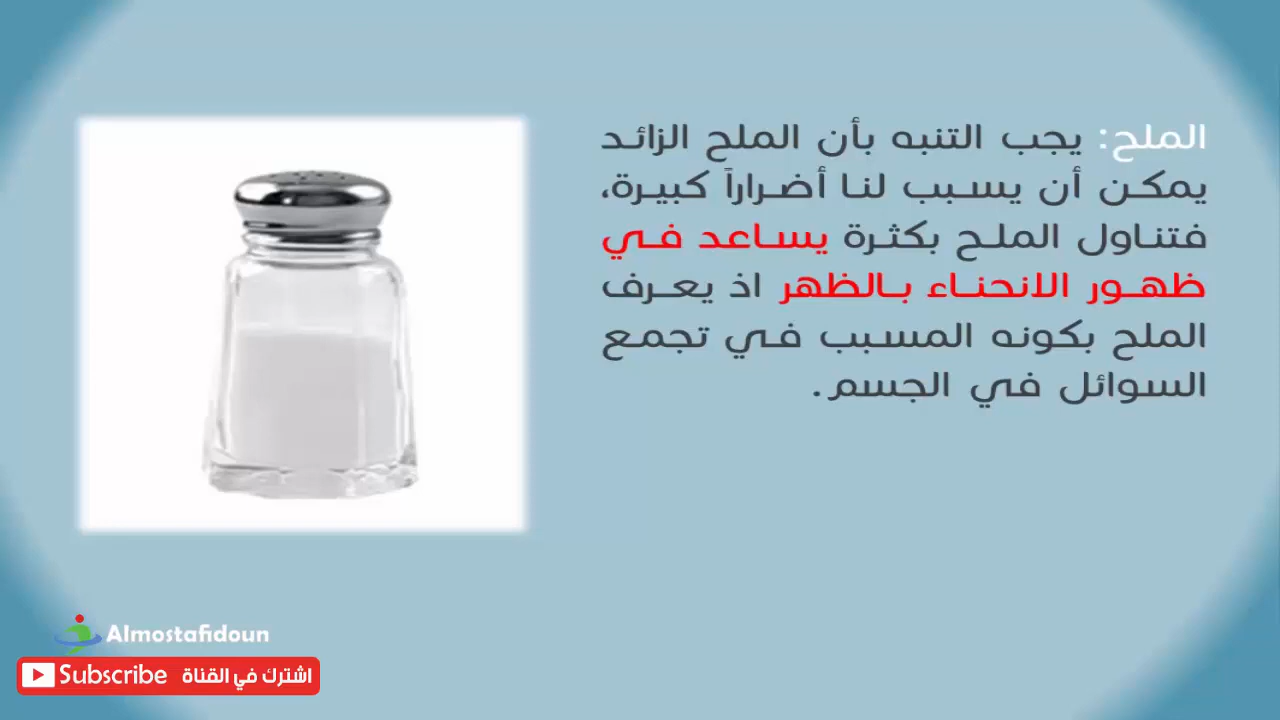 الملح: يجب التنبه بأن الملح الزائد
يمكن أن يسبب لنا أضراراً كبيرة،
فتناول الملح بكثرة يساعد في
ظهور الانحناء بالظهر اذ يعرف
الملح بكونه المسبب في تجمع
السوائل في الجسم.
Almostafidoun
Subscribe اشترك في القناة